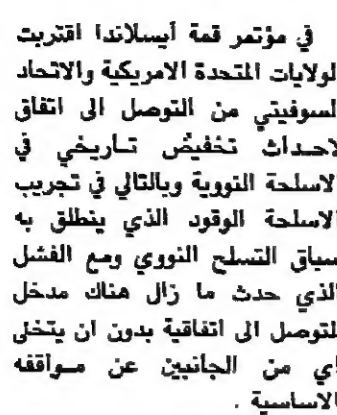 في مؤتمر قمة أيسلاندا اقتربت
لولايات المتحدة الامريكية والاتحاد
لسوفيتي من التوصل الى اتفاق
لاحداث تخفيض تاريخي في
الاسلحة النووية وبالتالي في تجريب
الاسلحة الوقود الذي ينطلق به
سباق التسلح النووي ومع الفشل
الذي حدث ما زال هناك مدخل
للتوصل الى اتفاقية بدون ان يتخلى
اي من الجانبين عن مواقفه
الاساسية .